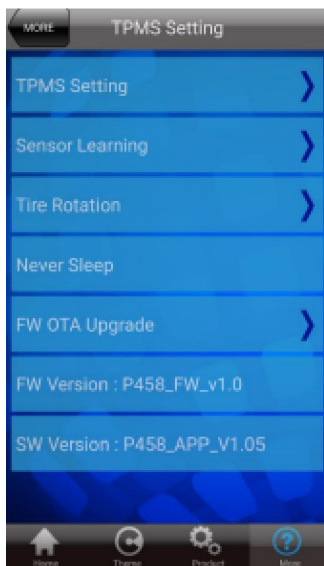 MORE
TPMS Setting
TPMS Setting
Sensor Learning
Tire Rotation
Never Sleep
FW OTA Upgrade
FW Version : P458_FW_v1.0
SW Version : P458_APP_V1.05
Home
Theme
Product
More